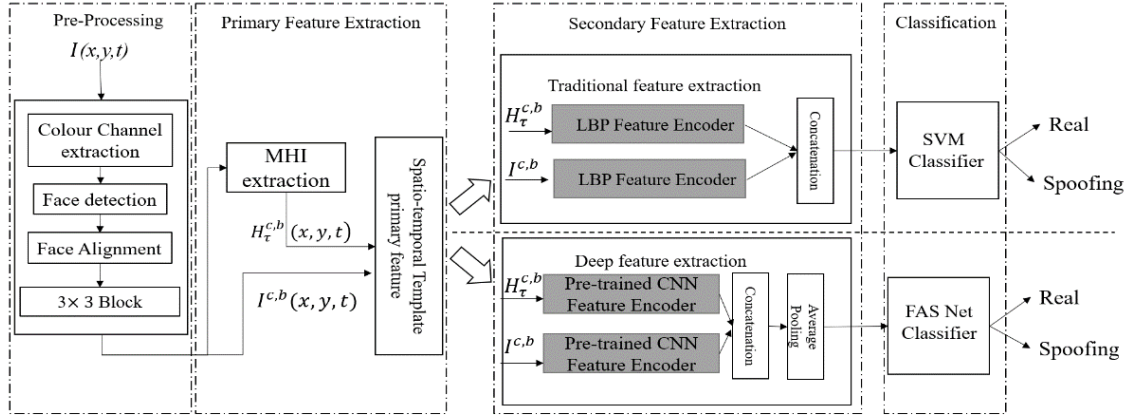 Pre-Processing
I(x,y,t)
Colour Channel
extraction
Face detection
Face Alignment
3× 3 Block
Primary Feature Extraction
MHI
extraction
H_τ^{c,b}(x, y, t)
I^{c,b}(x, y, t)
Spatio-temporal Template
primary feature
Secondary Feature Extraction
Traditional feature extraction
H_τ^{c,b}
LBP Feature Encoder
I^{c,b}
LBP Feature Encoder
Concatenation
Deep feature extraction
H_τ^{c,b}
Pre-trained CNN
Feature Encoder
I^{c,b}
Pre-trained CNN
Feature Encoder
Concatenation
Average
Pooling
Classification
SVM
Classifier
Real
Spoofing
FAS Net
Classifier
Real
Spoofing